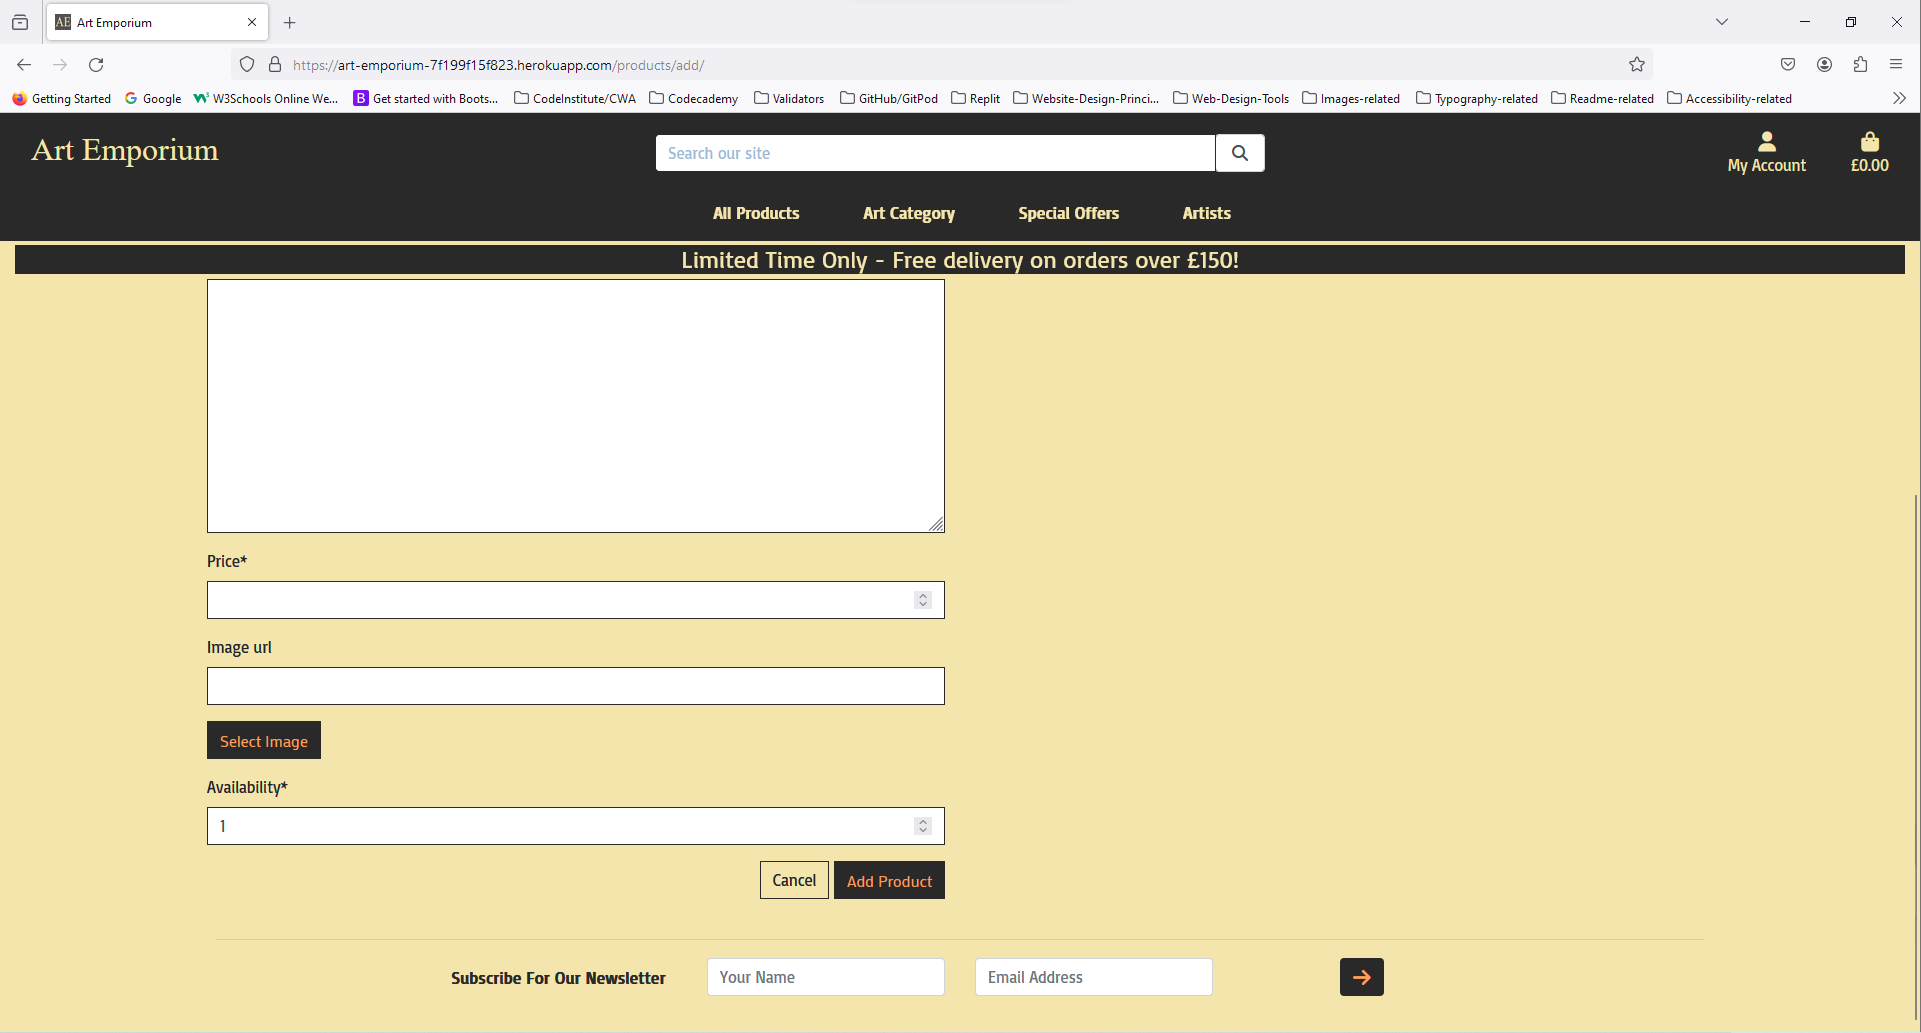 Art Emporium
https://art-emporium-7f199f15f823.herokuapp.com/products/add/
Getting Started
Google
W3Schools Online We...
Get started with Boots...
CodeInstitute/CWA
Codecademy
Validators
GitHub/GitPod
Replit
Website-Design-Princi...
Web-Design-Tools
Images-related
Typography-related
Readme-related
Accessibility-related
Art Emporium
Search our site
My Account
£0.00
All Products
Art Category
Special Offers
Artists
Limited Time Only - Free delivery on orders over £150!
Price*
Image url
Select Image
Availability*
1
Cancel
Add Product
Subscribe For Our Newsletter
Your Name
Email Address